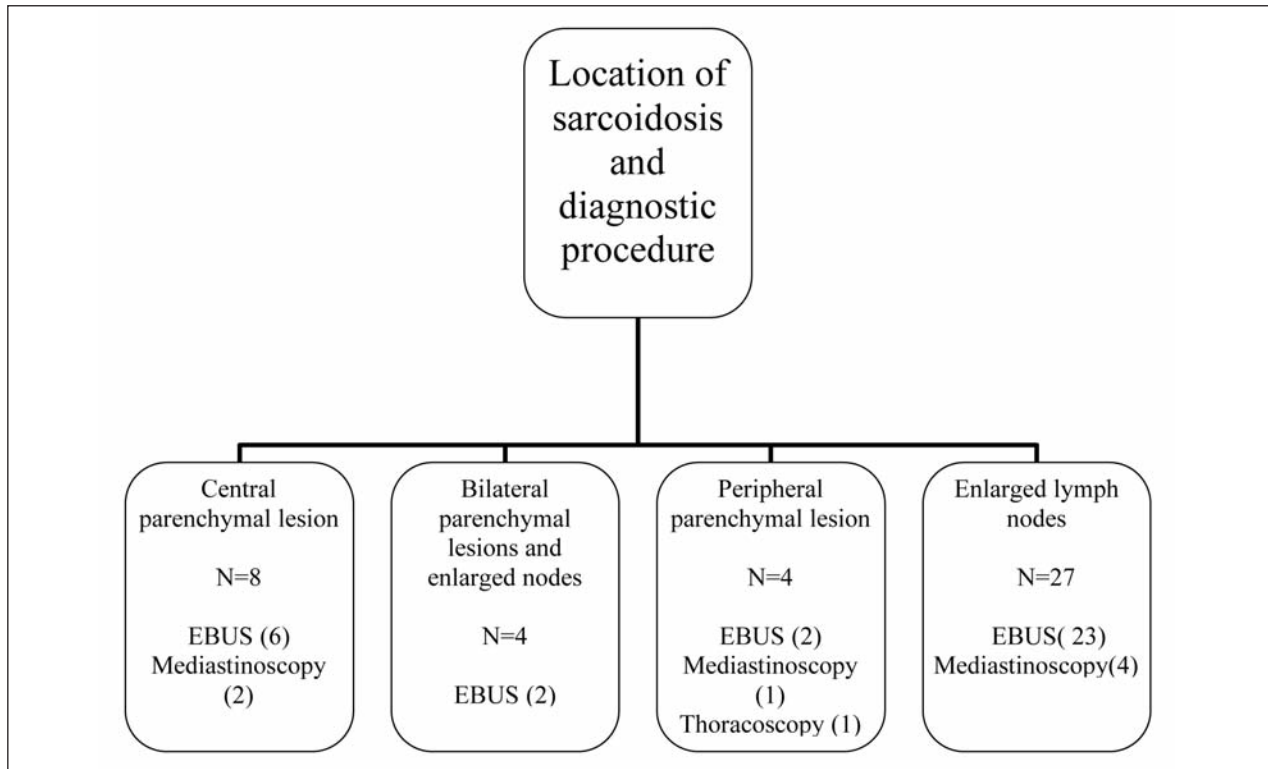 Location of
sarcoidosis
and
diagnostic
procedure
Central
parenchymal lesion
N=8
EBUS (6)
Mediastinoscopy
(2)
Bilateral
parenchymal
lesions and
enlarged nodes
N=4
EBUS (2)
Peripheral
parenchymal lesion
N=4
EBUS (2)
Mediastinoscopy
(1)
Thoracoscopy (1)
Enlarged lymph
nodes
N=27
EBUS( 23)
Mediastinoscopy(4)